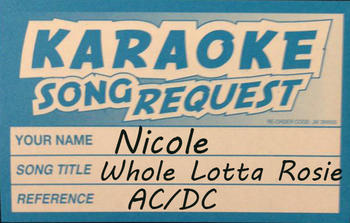 KARAOKE
SONG REQUEST
YOUR NAME Nicole
SONG TITLE Whole Lotta Rosie
REFERENCE AC/DC